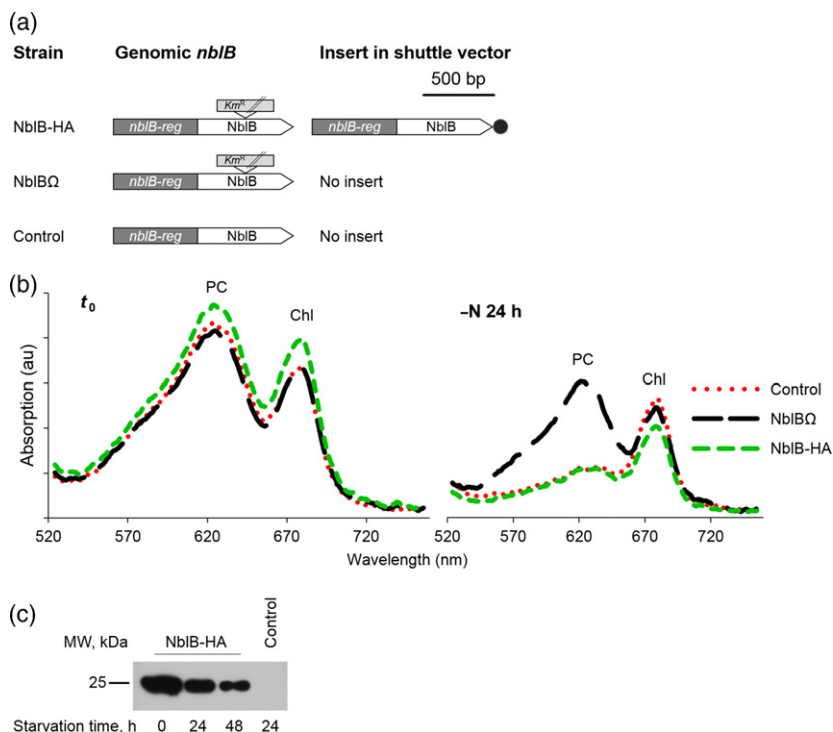 (a)
Strain Genomic nblB Insert in shuttle vector
500 bp
Km^R
NblB-HA nblB-reg NblB nblB-reg NblB
Km^R
NblBΩ nblB-reg NblB No insert
Control nblB-reg NblB No insert
(b)
t₀ PC Chl
–N 24 h PC Chl
Absorption (au)
Control
NblBΩ
NblB-HA
520 570 620 670 720 520 570 620 670 720
Wavelength (nm)
(c)
MW, kDa NblB-HA Control
25
Starvation time, h 0 24 48 24